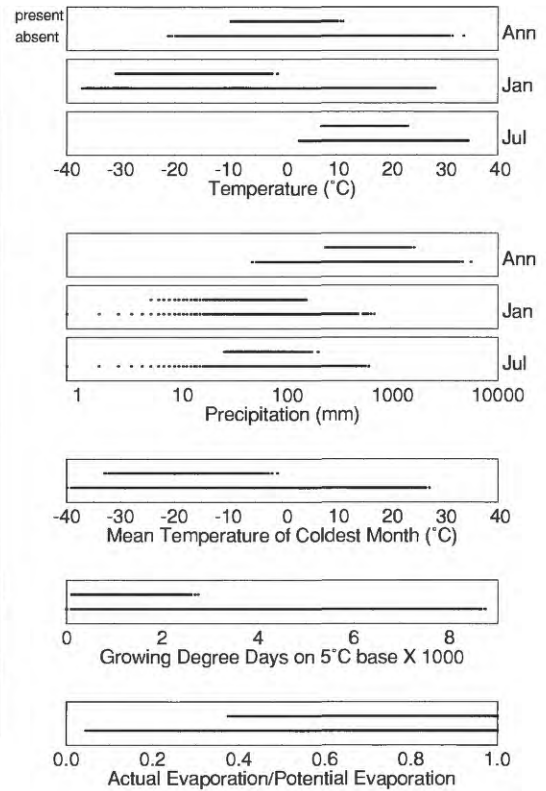 present
absent
Ann
Jan
Jul
-40 -30 -20 -10 0 10 20 30 40
Temperature (˚C)
Ann
Jan
Jul
1 10 100 1000 10000
Precipitation (mm)
-40 -30 -20 -10 0 10 20 30 40
Mean Temperature of Coldest Month (˚C)
0 2 4 6 8
Growing Degree Days on 5˚C base X 1000
0.0 0.2 0.4 0.6 0.8 1.0
Actual Evaporation/Potential Evaporation